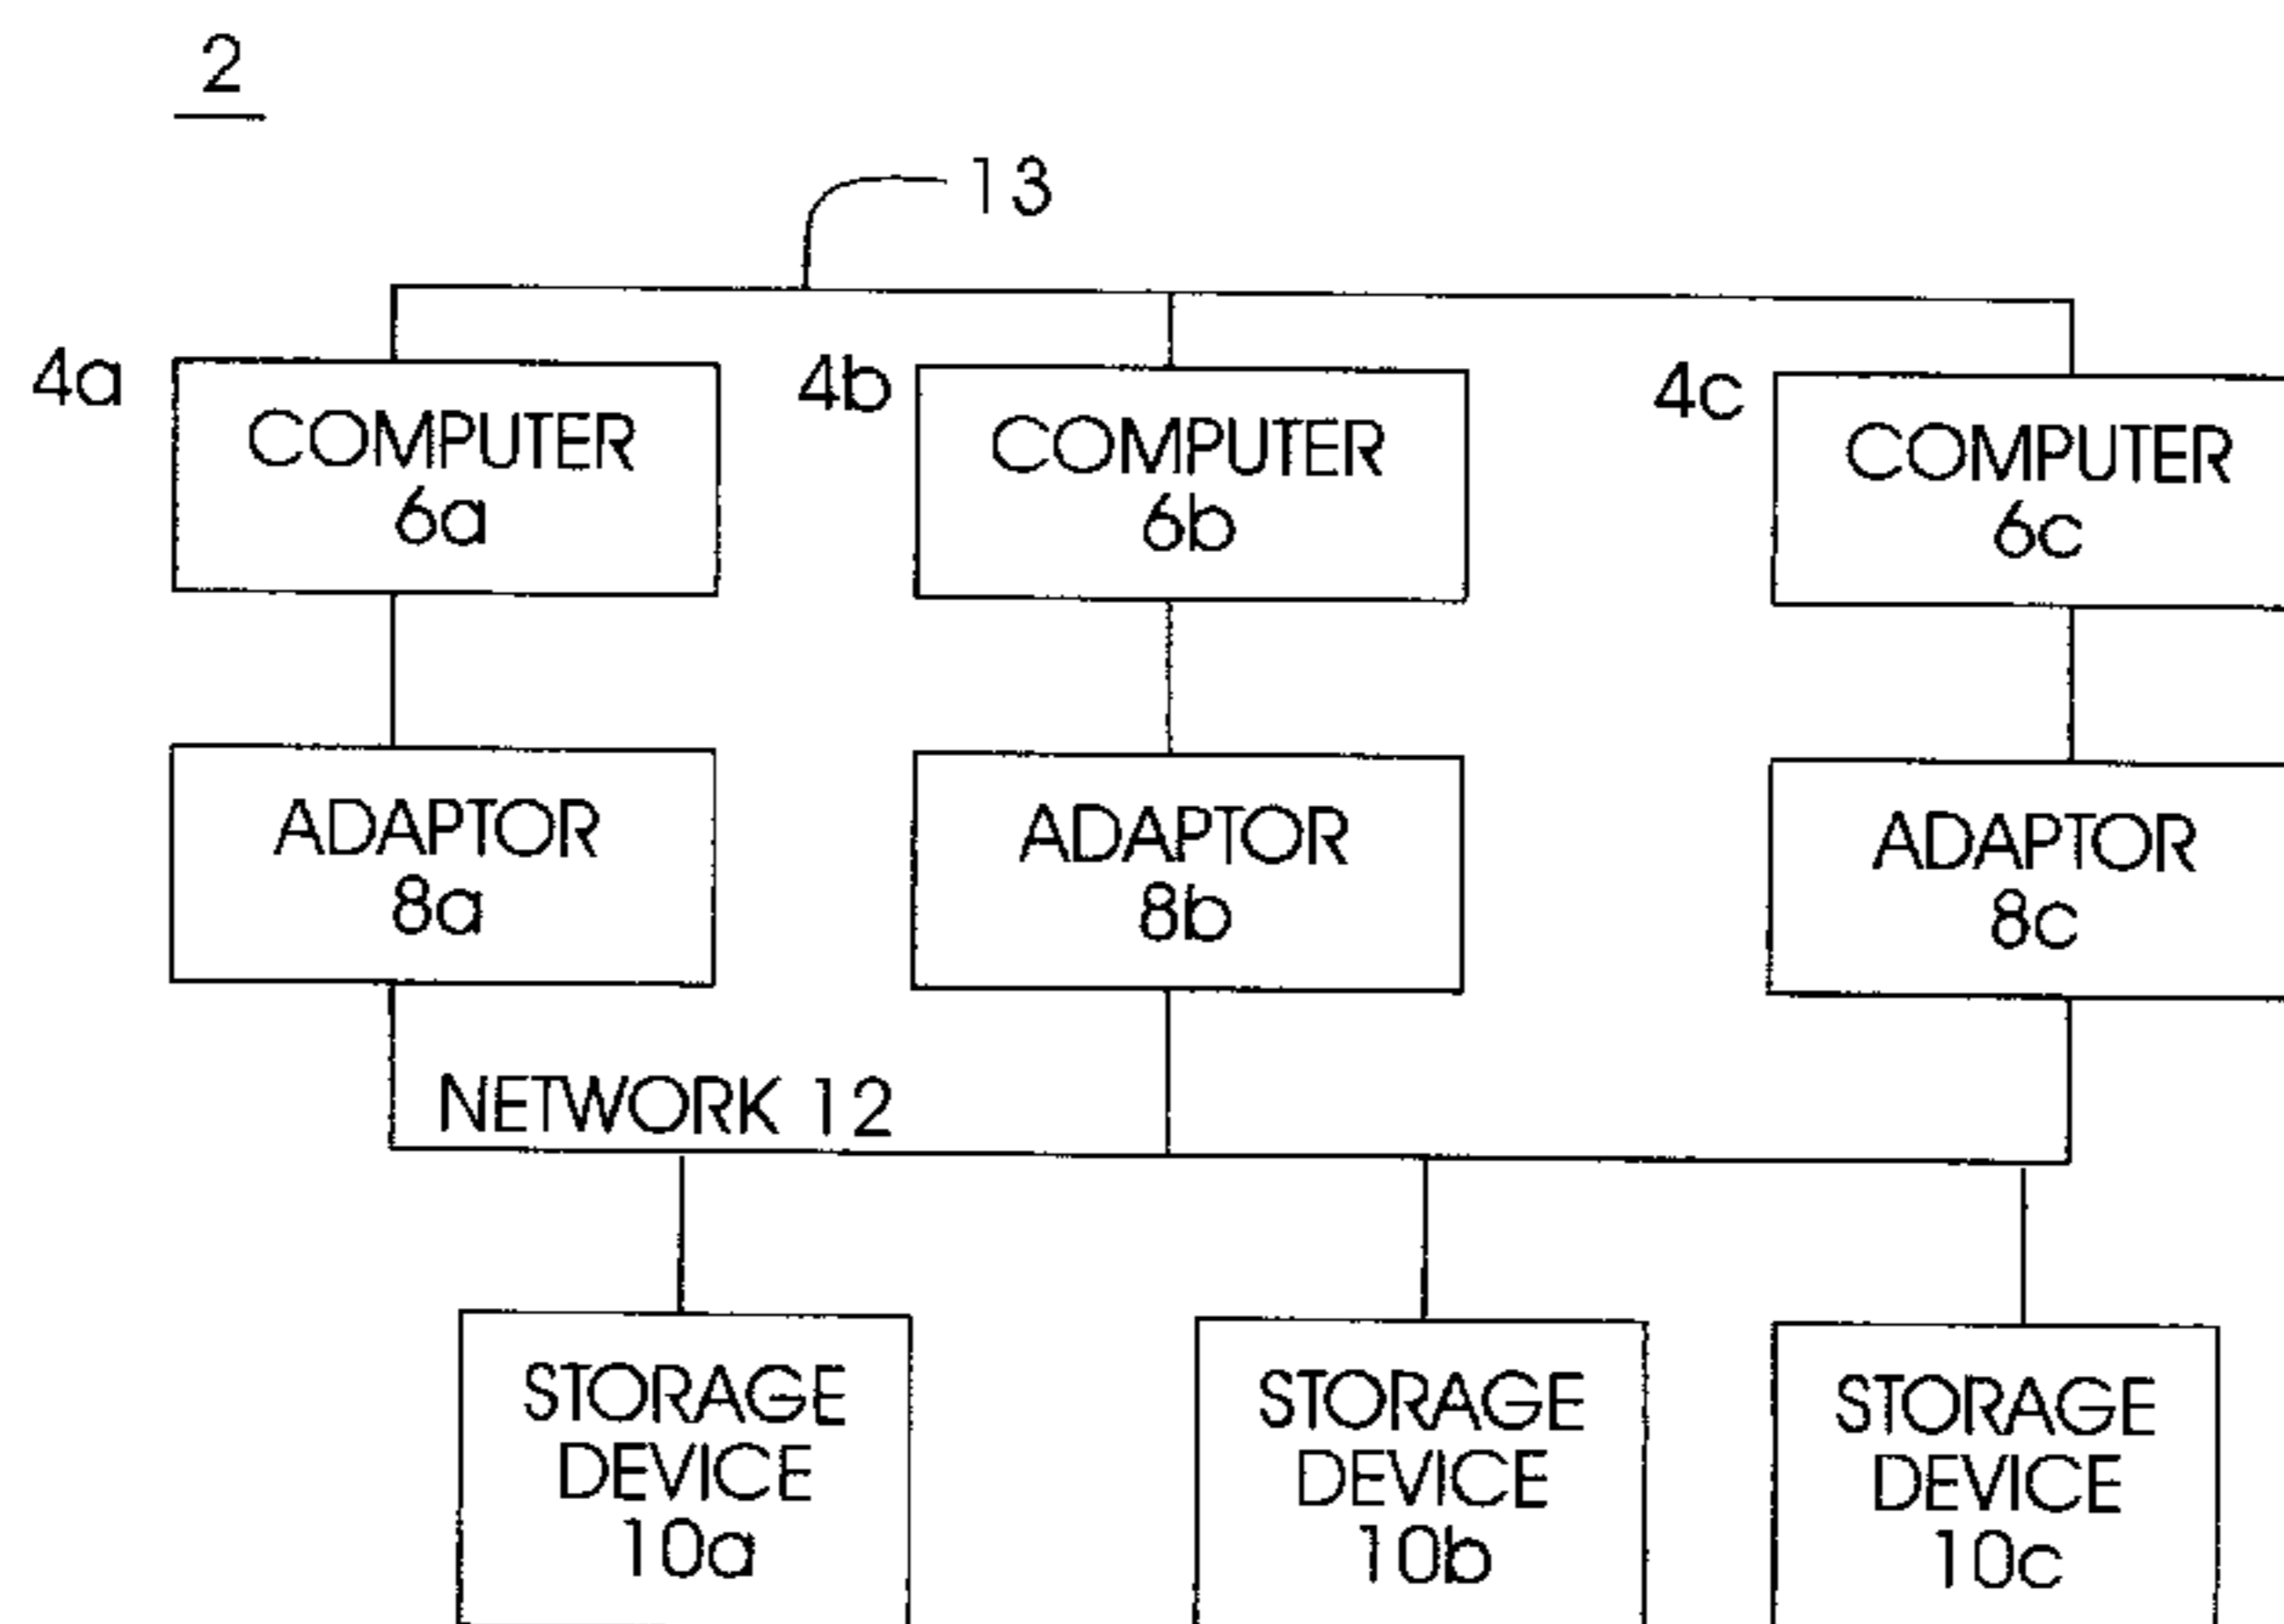 2
13
4a
COMPUTER
6a
4b
COMPUTER
6b
4c
COMPUTER
6c
ADAPTOR
8a
ADAPTOR
8b
ADAPTOR
8c
NETWORK 12
STORAGE
DEVICE
10a
STORAGE
DEVICE
10b
STORAGE
DEVICE
10c